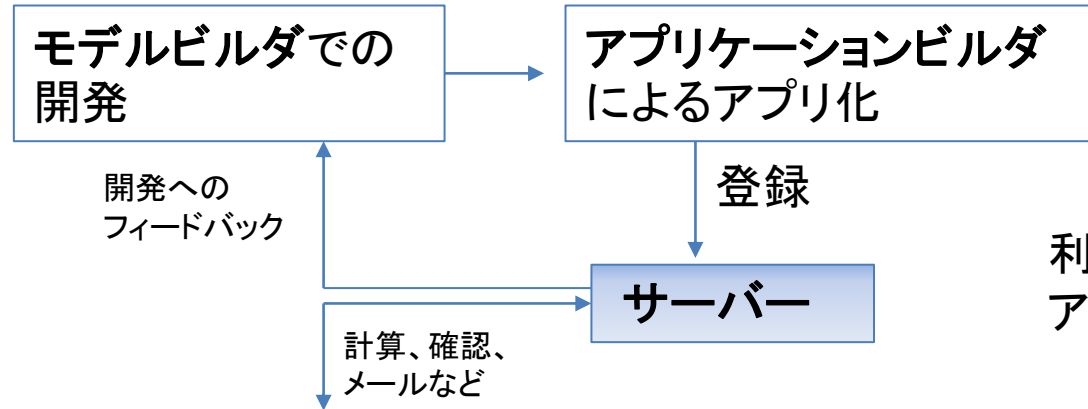 モデルビルダでの
開発
アプリケーションビルダ
によるアプリ化
開発への
フィードバック
登録
利
ア
サーバー
計算、確認、
メールなど